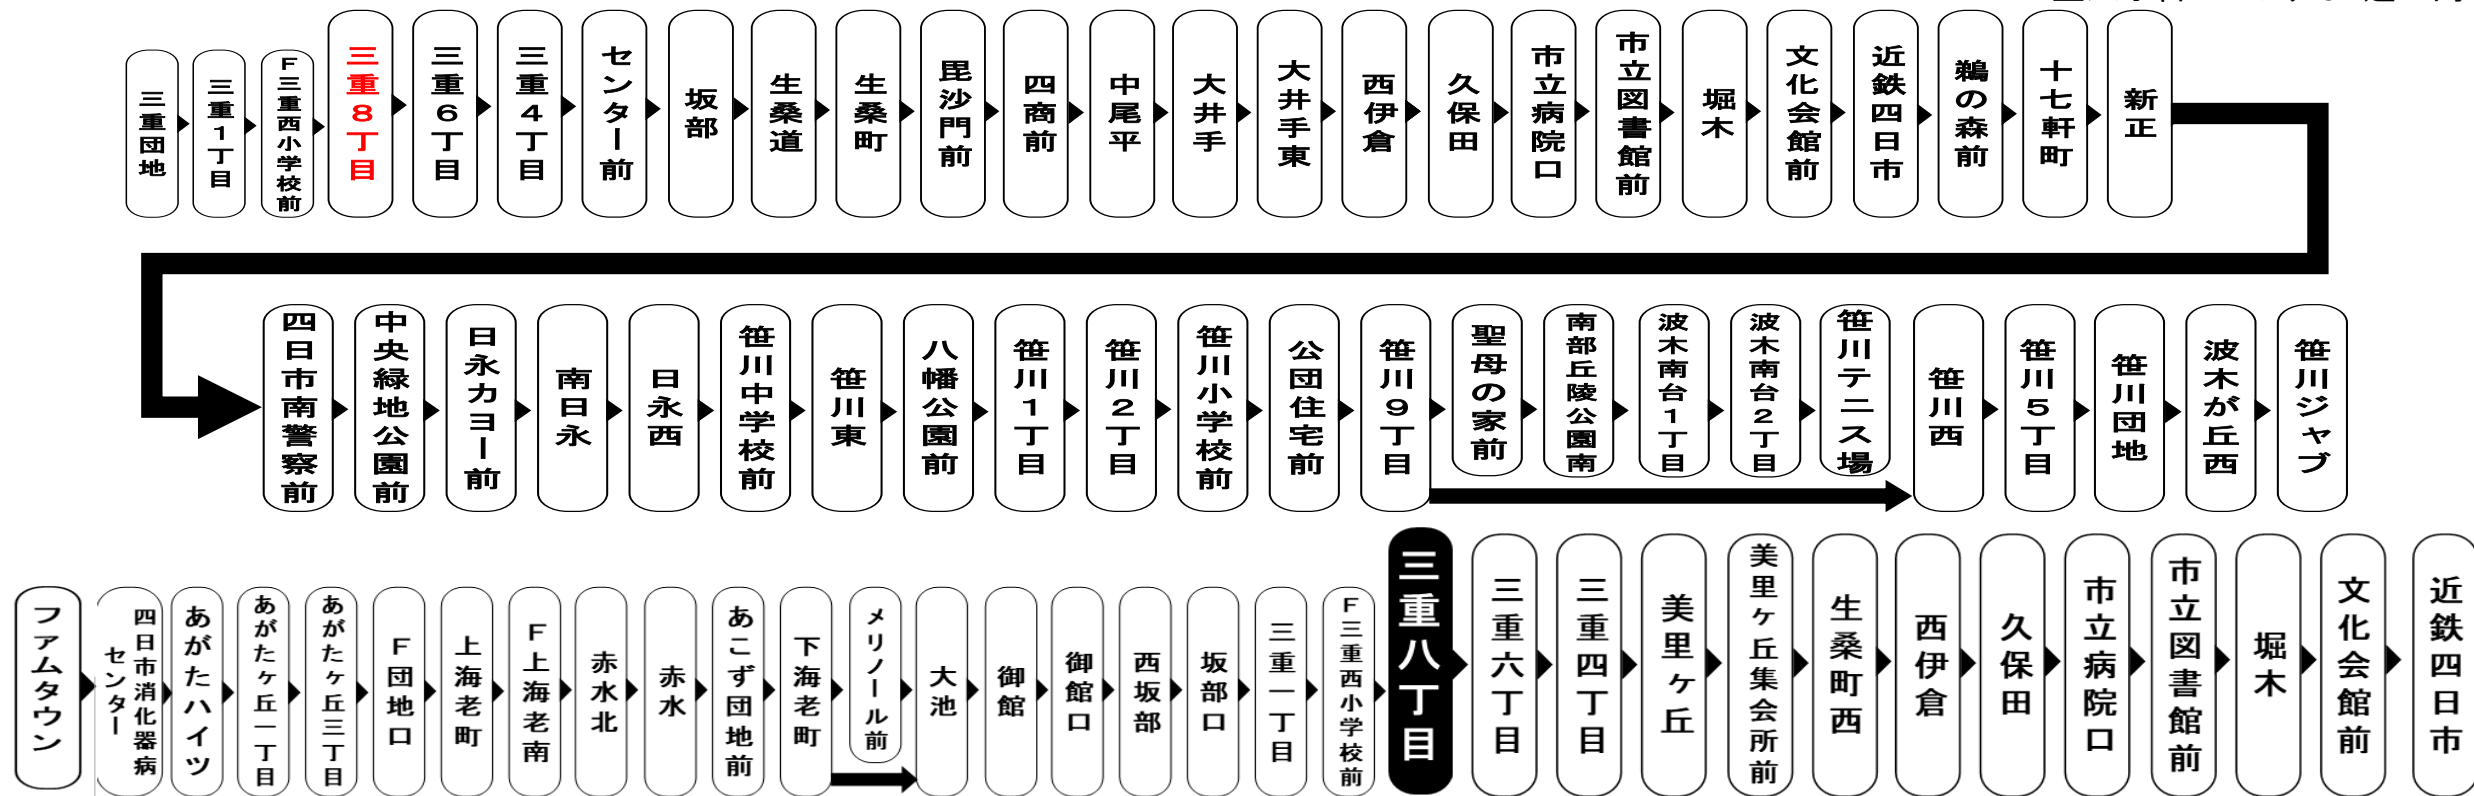 三重団地
三重1丁目
F三重西小学校前
三重8丁目
三重6丁目
三重4丁目
センター前
坂部
生桑道
生桑町
毘沙門前
四商前
中尾平
大井手
大井手東
西伊倉
久保田
市立病院口
市立図書館前
堀木
文化会館前
近鉄四日市
鵜の森前
十七軒町
新正
四日市南警察前
中央緑地公園前
日永カヨー前
南日永
日永西
笹川中学校前
笹川東
八幡公園前
笹川1丁目
笹川2丁目
笹川小学校前
公団住宅前
笹川9丁目
聖母の家前
南部丘陵公園南
波木南台1丁目
波木南台2丁目
笹川テニス場
笹川西
笹川5丁目
笹川団地
波木が丘西
笹川ジャブ
ファムタウン
四日市消化器病
センター
あがたハイツ
あがたヶ丘一丁目
あがたヶ丘三丁目
F団地口
上海老町
F上海老南
赤水北
赤水
あこず団地前
下海老町
メリノール前
大池
御館
御館口
西坂部
坂部口
三重一丁目
F三重西小学校前
三重八丁目
三重六丁目
三重四丁目
美里ヶ丘
美里ヶ丘集会所前
生桑町西
西伊倉
久保田
市立病院口
市立図書館前
堀木
文化会館前
近鉄四日市